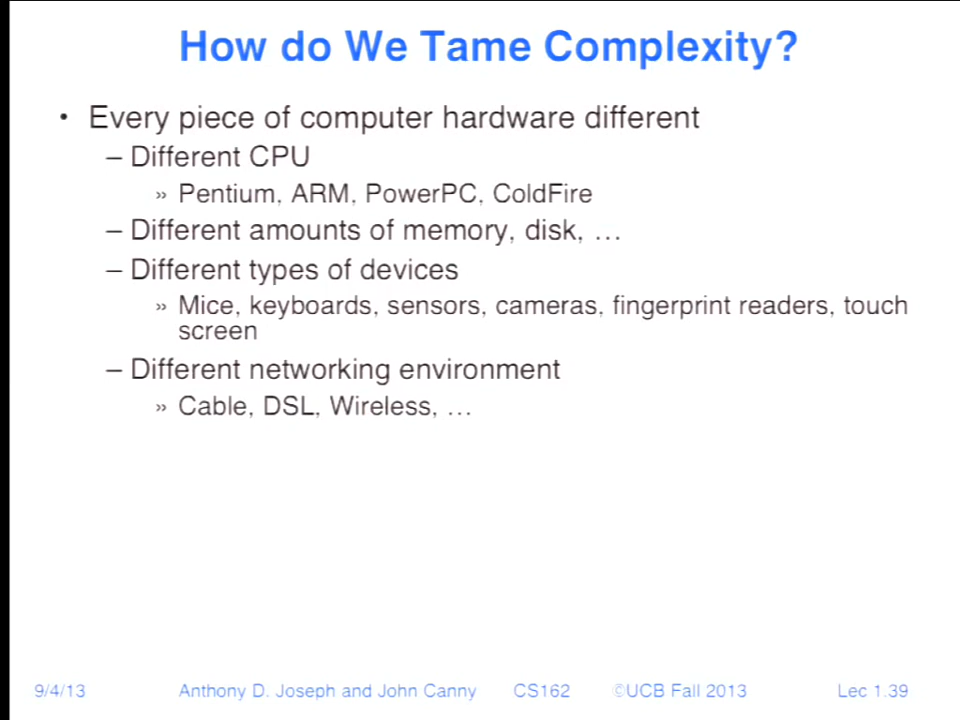 How do We Tame Complexity?
• Every piece of computer hardware different
– Different CPU
» Pentium, ARM, PowerPC, ColdFire
– Different amounts of memory, disk, …
– Different types of devices
» Mice, keyboards, sensors, cameras, fingerprint readers, touch
screen
– Different networking environment
» Cable, DSL, Wireless, …
9/4/13 Anthony D. Joseph and John Canny CS162 ©UCB Fall 2013 Lec 1.39